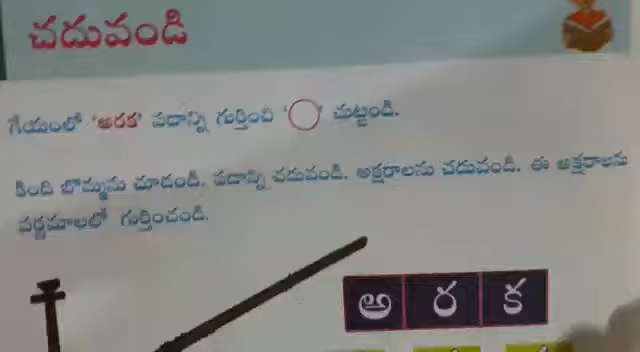 చదువండి
గేయంలో 'అరక' పదాన్ని గుర్తించి '◯' చుట్టండి.
కింది బొమ్మను చూడండి. పదాన్ని చదువండి. అక్షరాలను చదువండి. ఈ అక్షరాలను
వర్ణమాలలో గుర్తించండి.
అ ర క